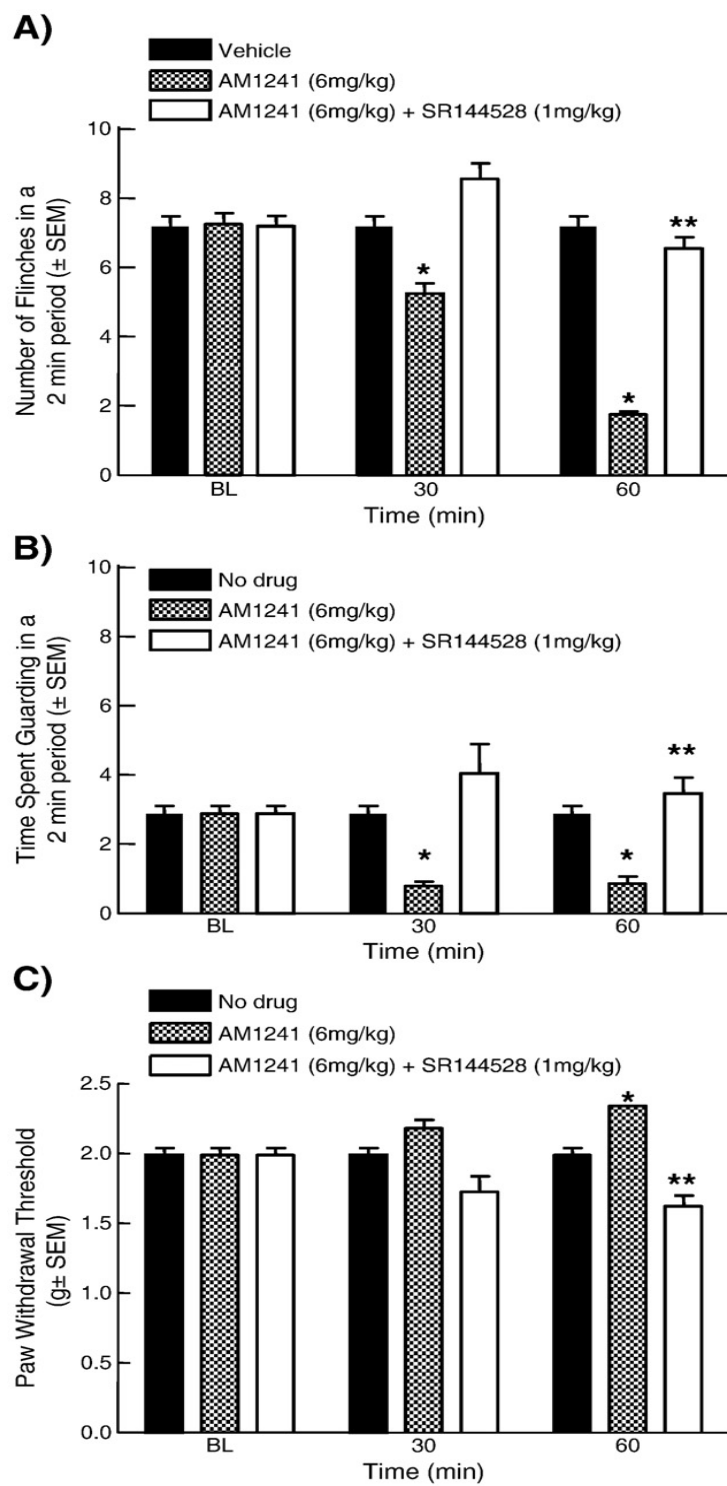 A)
Vehicle
AM1241 (6mg/kg)
AM1241 (6mg/kg) + SR144528 (1mg/kg)
Number of Flinches in a
2 min period (± SEM)
10
8
6
4
2
0
*
*
**
BL
30
60
Time (min)
B)
No drug
AM1241 (6mg/kg)
AM1241 (6mg/kg) + SR144528 (1mg/kg)
Time Spent Guarding in a
2 min period (± SEM)
10
8
6
4
2
0
*
*
**
BL
30
60
Time (min)
C)
No drug
AM1241 (6mg/kg)
AM1241 (6mg/kg) + SR144528 (1mg/kg)
Paw Withdrawal Threshold
(g± SEM)
2.5
2.0
1.5
1.0
0.5
0.0
*
**
BL
30
60
Time (min)